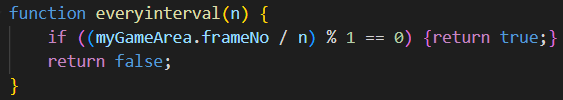 function everyinterval(n) {
    if ((myGameArea.frameNo / n) % 1 == 0) {return true;}
    return false;
}